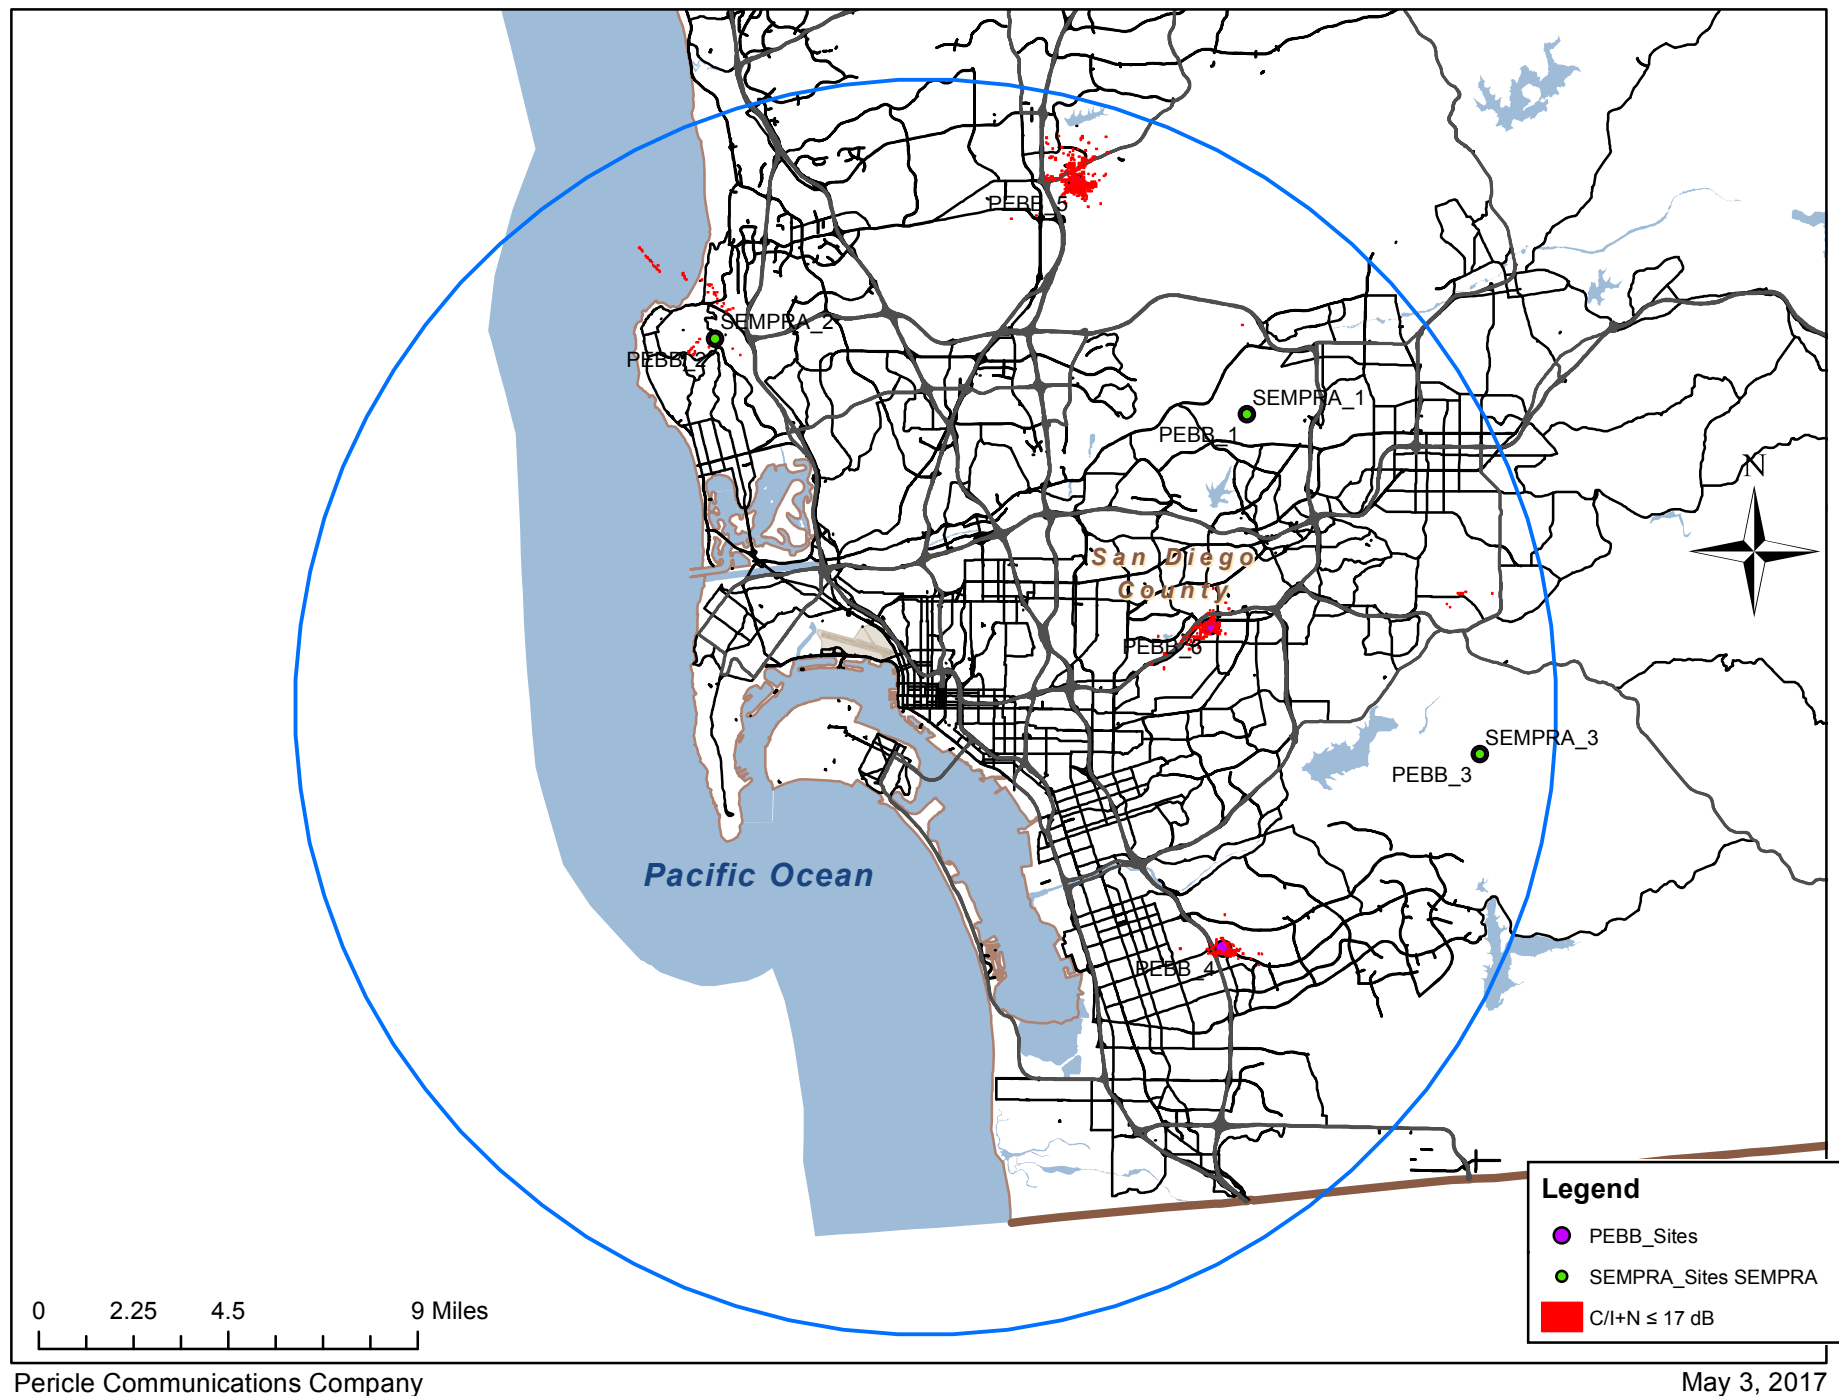 PEBB_5
SEMPRA_2
PEBB_2
SEMPRA_1
PEBB_1
N
San Diego
County
PEBB_6
SEMPRA_3
PEBB_3
Pacific Ocean
PEBB_4
Legend
PEBB_Sites
SEMPRA_Sites SEMPRA
C/I+N ≤ 17 dB
0 2.25 4.5 9 Miles
Pericle Communications Company
May 3, 2017